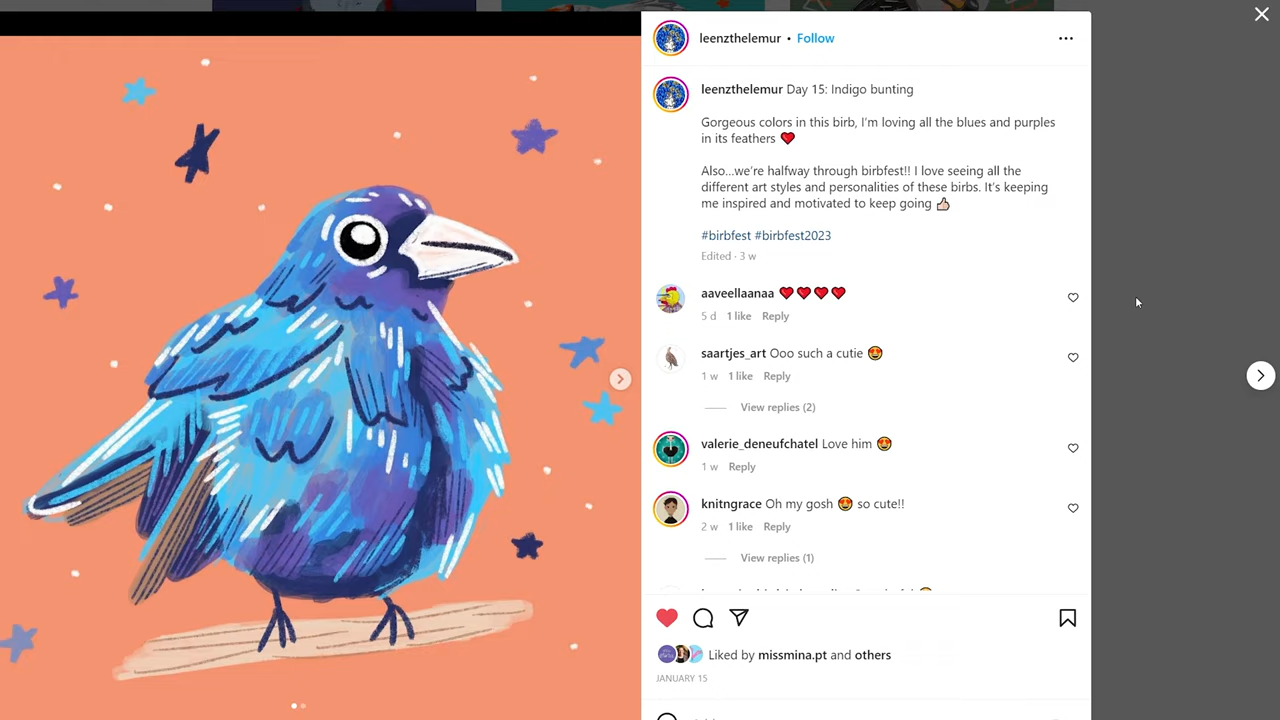 leenzthelemur • Follow
leenzthelemur Day 15: Indigo bunting
Gorgeous colors in this birb, I'm loving all the blues and purples
in its feathers ❤️
Also...we're halfway through birbfest!! I love seeing all the
different art styles and personalities of these birbs. It's keeping
me inspired and motivated to keep going 👍🏻
#birbfest #birbfest2023
Edited · 3 w
aaveellaanaa ❤️❤️❤️❤️
5 d 1 like Reply
saartjes_art Ooo such a cutie 😍
1 w 1 like Reply
View replies (2)
valerie_deneufchatel Love him 😍
1 w Reply
knitngrace Oh my gosh 😍 so cute!!
2 w 1 like Reply
View replies (1)
Liked by missmina.pt and others
JANUARY 15